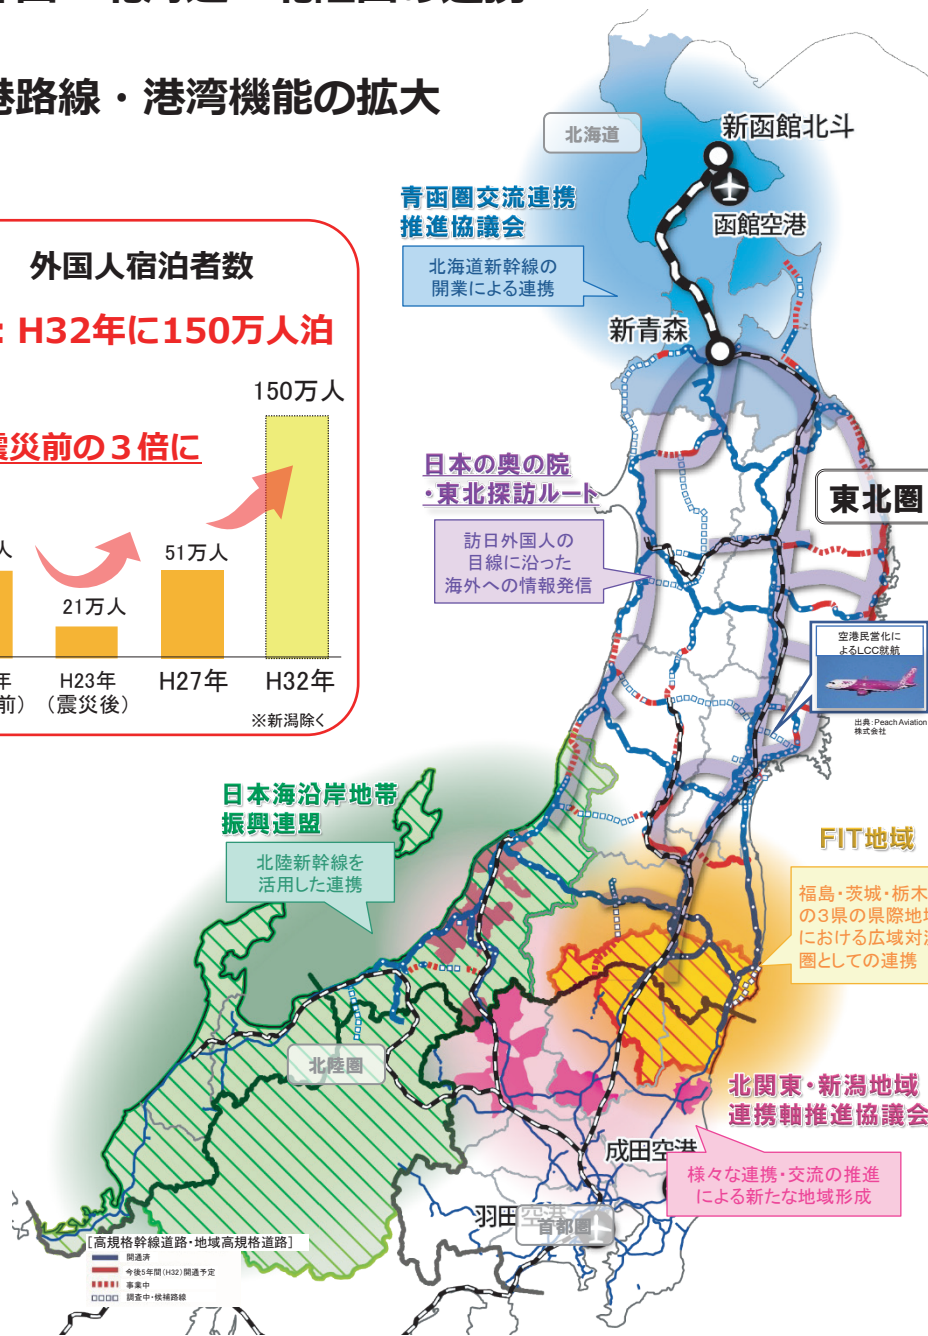 港路線・港湾機能の拡大
外国人宿泊者数
: H32年に150万人泊
震災前の３倍に
150万人
51万人
21万人
人
年
前)
H23年
(震災後)
H27年
H32年
※新潟除く
北海道
新函館北斗
函館空港
青函圏交流連携
推進協議会
北海道新幹線の
開業による連携
新青森
日本の奥の院
・東北探訪ルート
訪日外国人の
目線に沿った
海外への情報発信
東北圏
空港民営化に
よるLCC就航
出典：Peach Aviation
株式会社
日本海沿岸地帯
振興連盟
北陸新幹線を
活用した連携
FIT地域
福島・茨城・栃木
の3県の県際地域
における広域対流
圏としての連携
北陸圏
北関東・新潟地域
連携軸推進協議会
様々な連携・交流の推進
による新たな地域形成
成田空港
羽田空港
首都圏
[高規格幹線道路・地域高規格道路]
開通済
今後5年間(H32)開通予定
事業中
調査中・候補路線